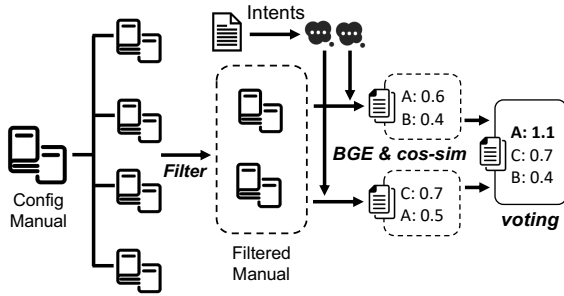 Intents
A: 0.6
B: 0.4
Filter
BGE & cos-sim
A: 1.1
C: 0.7
B: 0.4
Config
Manual
C: 0.7
A: 0.5
voting
Filtered
Manual